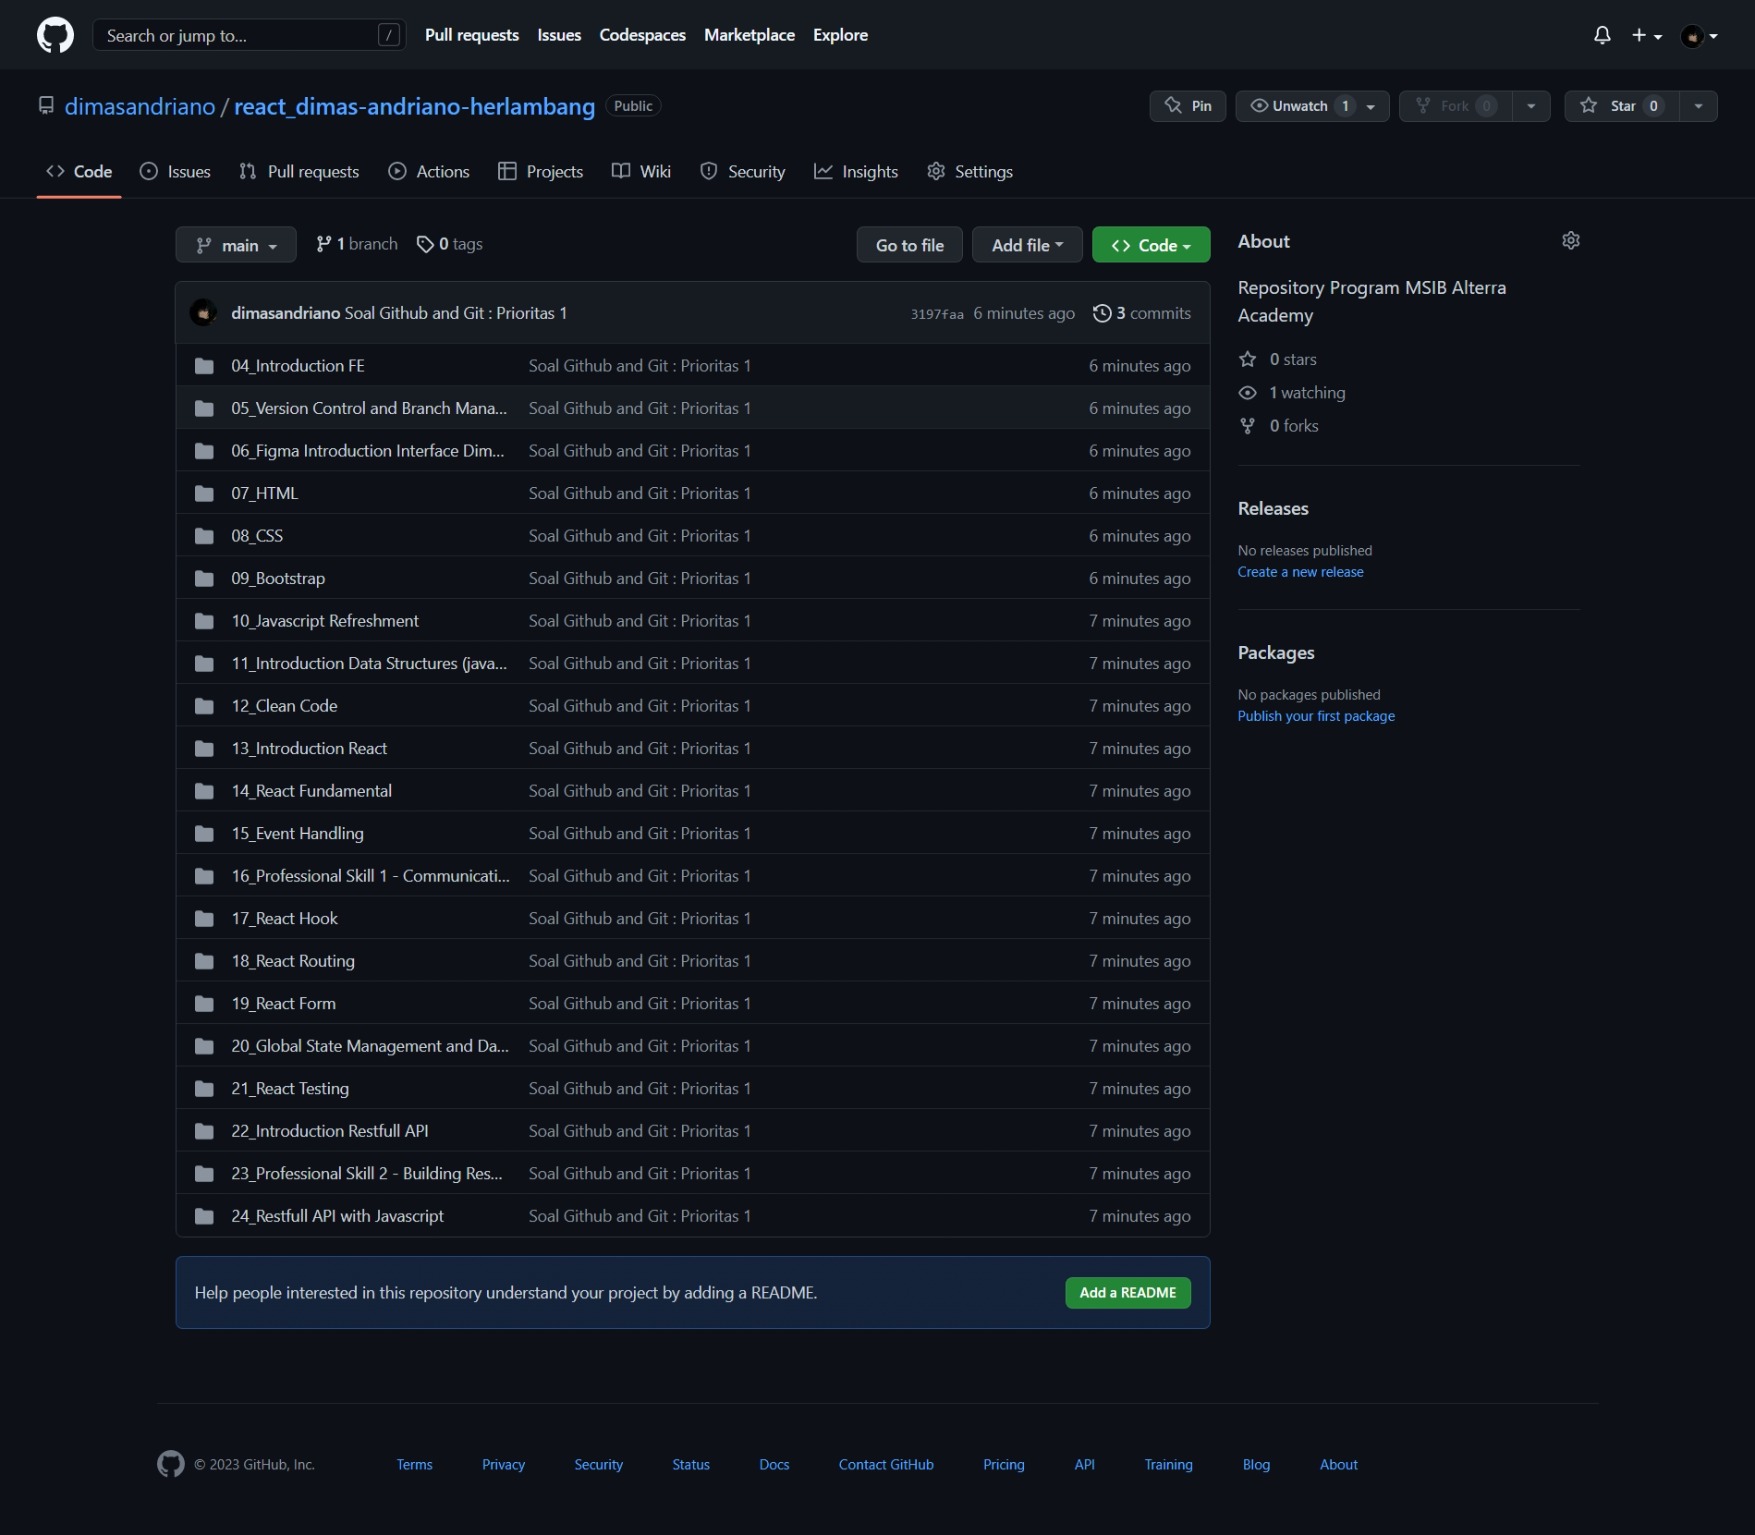 Search or jump to... /
Pull requests Issues Codespaces Marketplace Explore
dimasandriano / react_dimas-andriano-herlambang Public
Pin Unwatch 1 Fork 0 Star 0
Code Issues Pull requests Actions Projects Wiki Security Insights Settings
main 1 branch 0 tags Go to file Add file Code
dimasandriano Soal Github and Git : Prioritas 1 3197faa 6 minutes ago 3 commits
04_Introduction FE Soal Github and Git : Prioritas 1 6 minutes ago
05_Version Control and Branch Mana... Soal Github and Git : Prioritas 1 6 minutes ago
06_Figma Introduction Interface Dim... Soal Github and Git : Prioritas 1 6 minutes ago
07_HTML Soal Github and Git : Prioritas 1 6 minutes ago
08_CSS Soal Github and Git : Prioritas 1 6 minutes ago
09_Bootstrap Soal Github and Git : Prioritas 1 6 minutes ago
10_Javascript Refreshment Soal Github and Git : Prioritas 1 7 minutes ago
11_Introduction Data Structures (java... Soal Github and Git : Prioritas 1 7 minutes ago
12_Clean Code Soal Github and Git : Prioritas 1 7 minutes ago
13_Introduction React Soal Github and Git : Prioritas 1 7 minutes ago
14_React Fundamental Soal Github and Git : Prioritas 1 7 minutes ago
15_Event Handling Soal Github and Git : Prioritas 1 7 minutes ago
16_Professional Skill 1 - Communicati... Soal Github and Git : Prioritas 1 7 minutes ago
17_React Hook Soal Github and Git : Prioritas 1 7 minutes ago
18_React Routing Soal Github and Git : Prioritas 1 7 minutes ago
19_React Form Soal Github and Git : Prioritas 1 7 minutes ago
20_Global State Management and Da... Soal Github and Git : Prioritas 1 7 minutes ago
21_React Testing Soal Github and Git : Prioritas 1 7 minutes ago
22_Introduction Restfull API Soal Github and Git : Prioritas 1 7 minutes ago
23_Professional Skill 2 - Building Res... Soal Github and Git : Prioritas 1 7 minutes ago
24_Restfull API with Javascript Soal Github and Git : Prioritas 1 7 minutes ago
Help people interested in this repository understand your project by adding a README. Add a README
About
Repository Program MSIB Alterra
Academy
0 stars
1 watching
0 forks
Releases
No releases published
Create a new release
Packages
No packages published
Publish your first package
© 2023 GitHub, Inc. Terms Privacy Security Status Docs Contact GitHub Pricing API Training Blog About